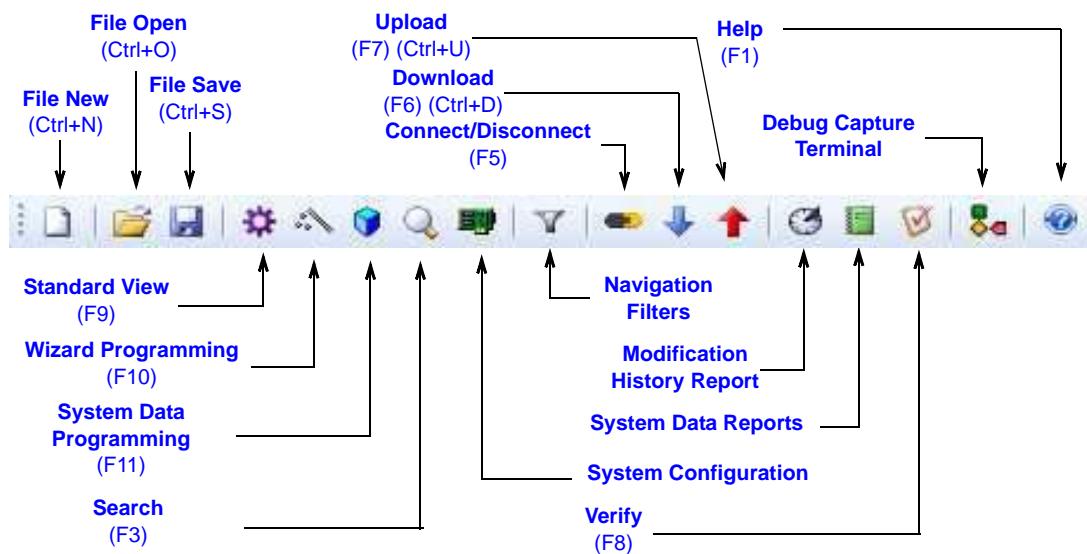 File Open
(Ctrl+O)
File New
(Ctrl+N)
File Save
(Ctrl+S)
Upload
(F7) (Ctrl+U)
Download
(F6) (Ctrl+D)
Connect/Disconnect
(F5)
Help
(F1)
Debug Capture
Terminal
Standard View
(F9)
Wizard Programming
(F10)
System Data
Programming
(F11)
Search
(F3)
Navigation
Filters
Modification
History Report
System Data Reports
System Configuration
Verify
(F8)